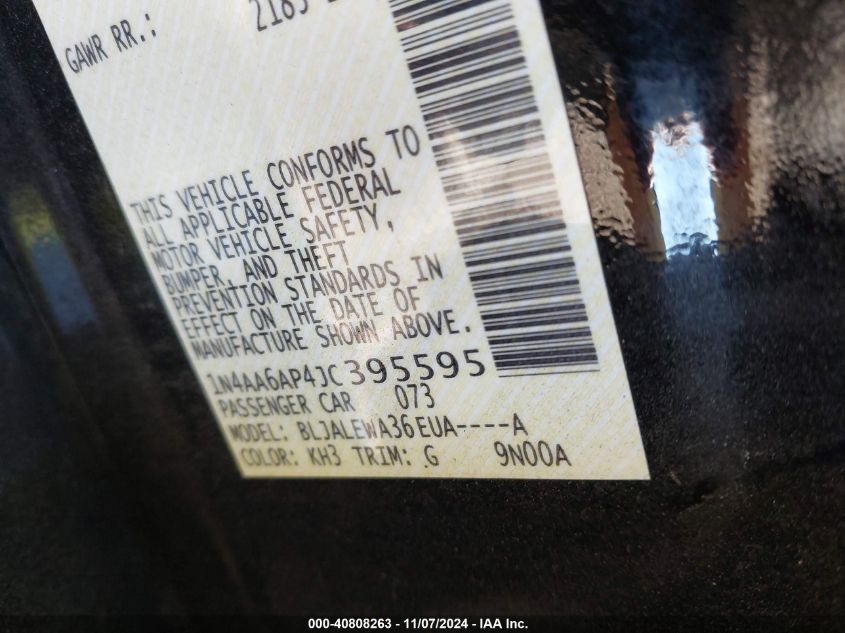 GAWR RR.: 2185
THIS VEHICLE CONFORMS TO
ALL APPLICABLE FEDERAL
MOTOR VEHICLE SAFETY,
BUMPER, AND THEFT
PREVENTION STANDARDS IN
EFFECT ON THE DATE OF
MANUFACTURE SHOWN ABOVE.
1N4AA6AP4JC395595
PASSENGER CAR 073
MODEL: BLJALEWA36EUA----A
COLOR: KH3 TRIM: G 9N00A
000-40808263 - 11/07/2024 - IAA Inc.